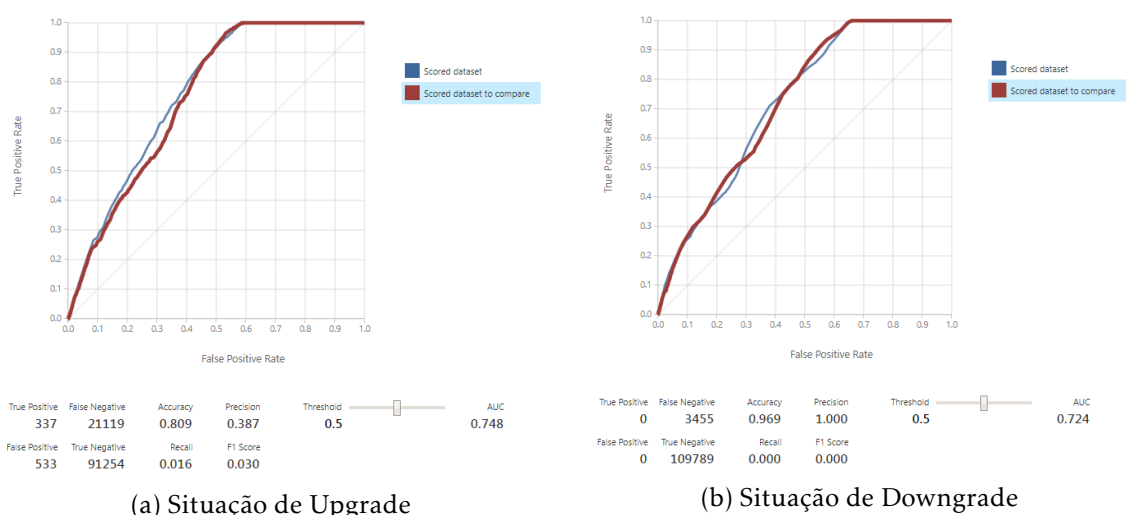 1.0
0.9
0.8
0.7
0.6
0.5
0.4
0.3
0.2
0.1
0.0
True Positive Rate
0.0 0.1 0.2 0.3 0.4 0.5 0.6 0.7 0.8 0.9 1.0
False Positive Rate
Scored dataset
Scored dataset to compare
True Positive False Negative Accuracy Precision Threshold AUC
337 21119 0.809 0.387 0.5 0.748
False Positive True Negative Recall F1 Score
533 91254 0.016 0.030
(a) Situação de Upgrade
1.0
0.9
0.8
0.7
0.6
0.5
0.4
0.3
0.2
0.1
0.0
True Positive Rate
0.0 0.1 0.2 0.3 0.4 0.5 0.6 0.7 0.8 0.9 1.0
False Positive Rate
Scored dataset
Scored dataset to compare
True Positive False Negative Accuracy Precision Threshold AUC
0 3455 0.969 1.000 0.5 0.724
False Positive True Negative Recall F1 Score
0 109789 0.000 0.000
(b) Situação de Downgrade